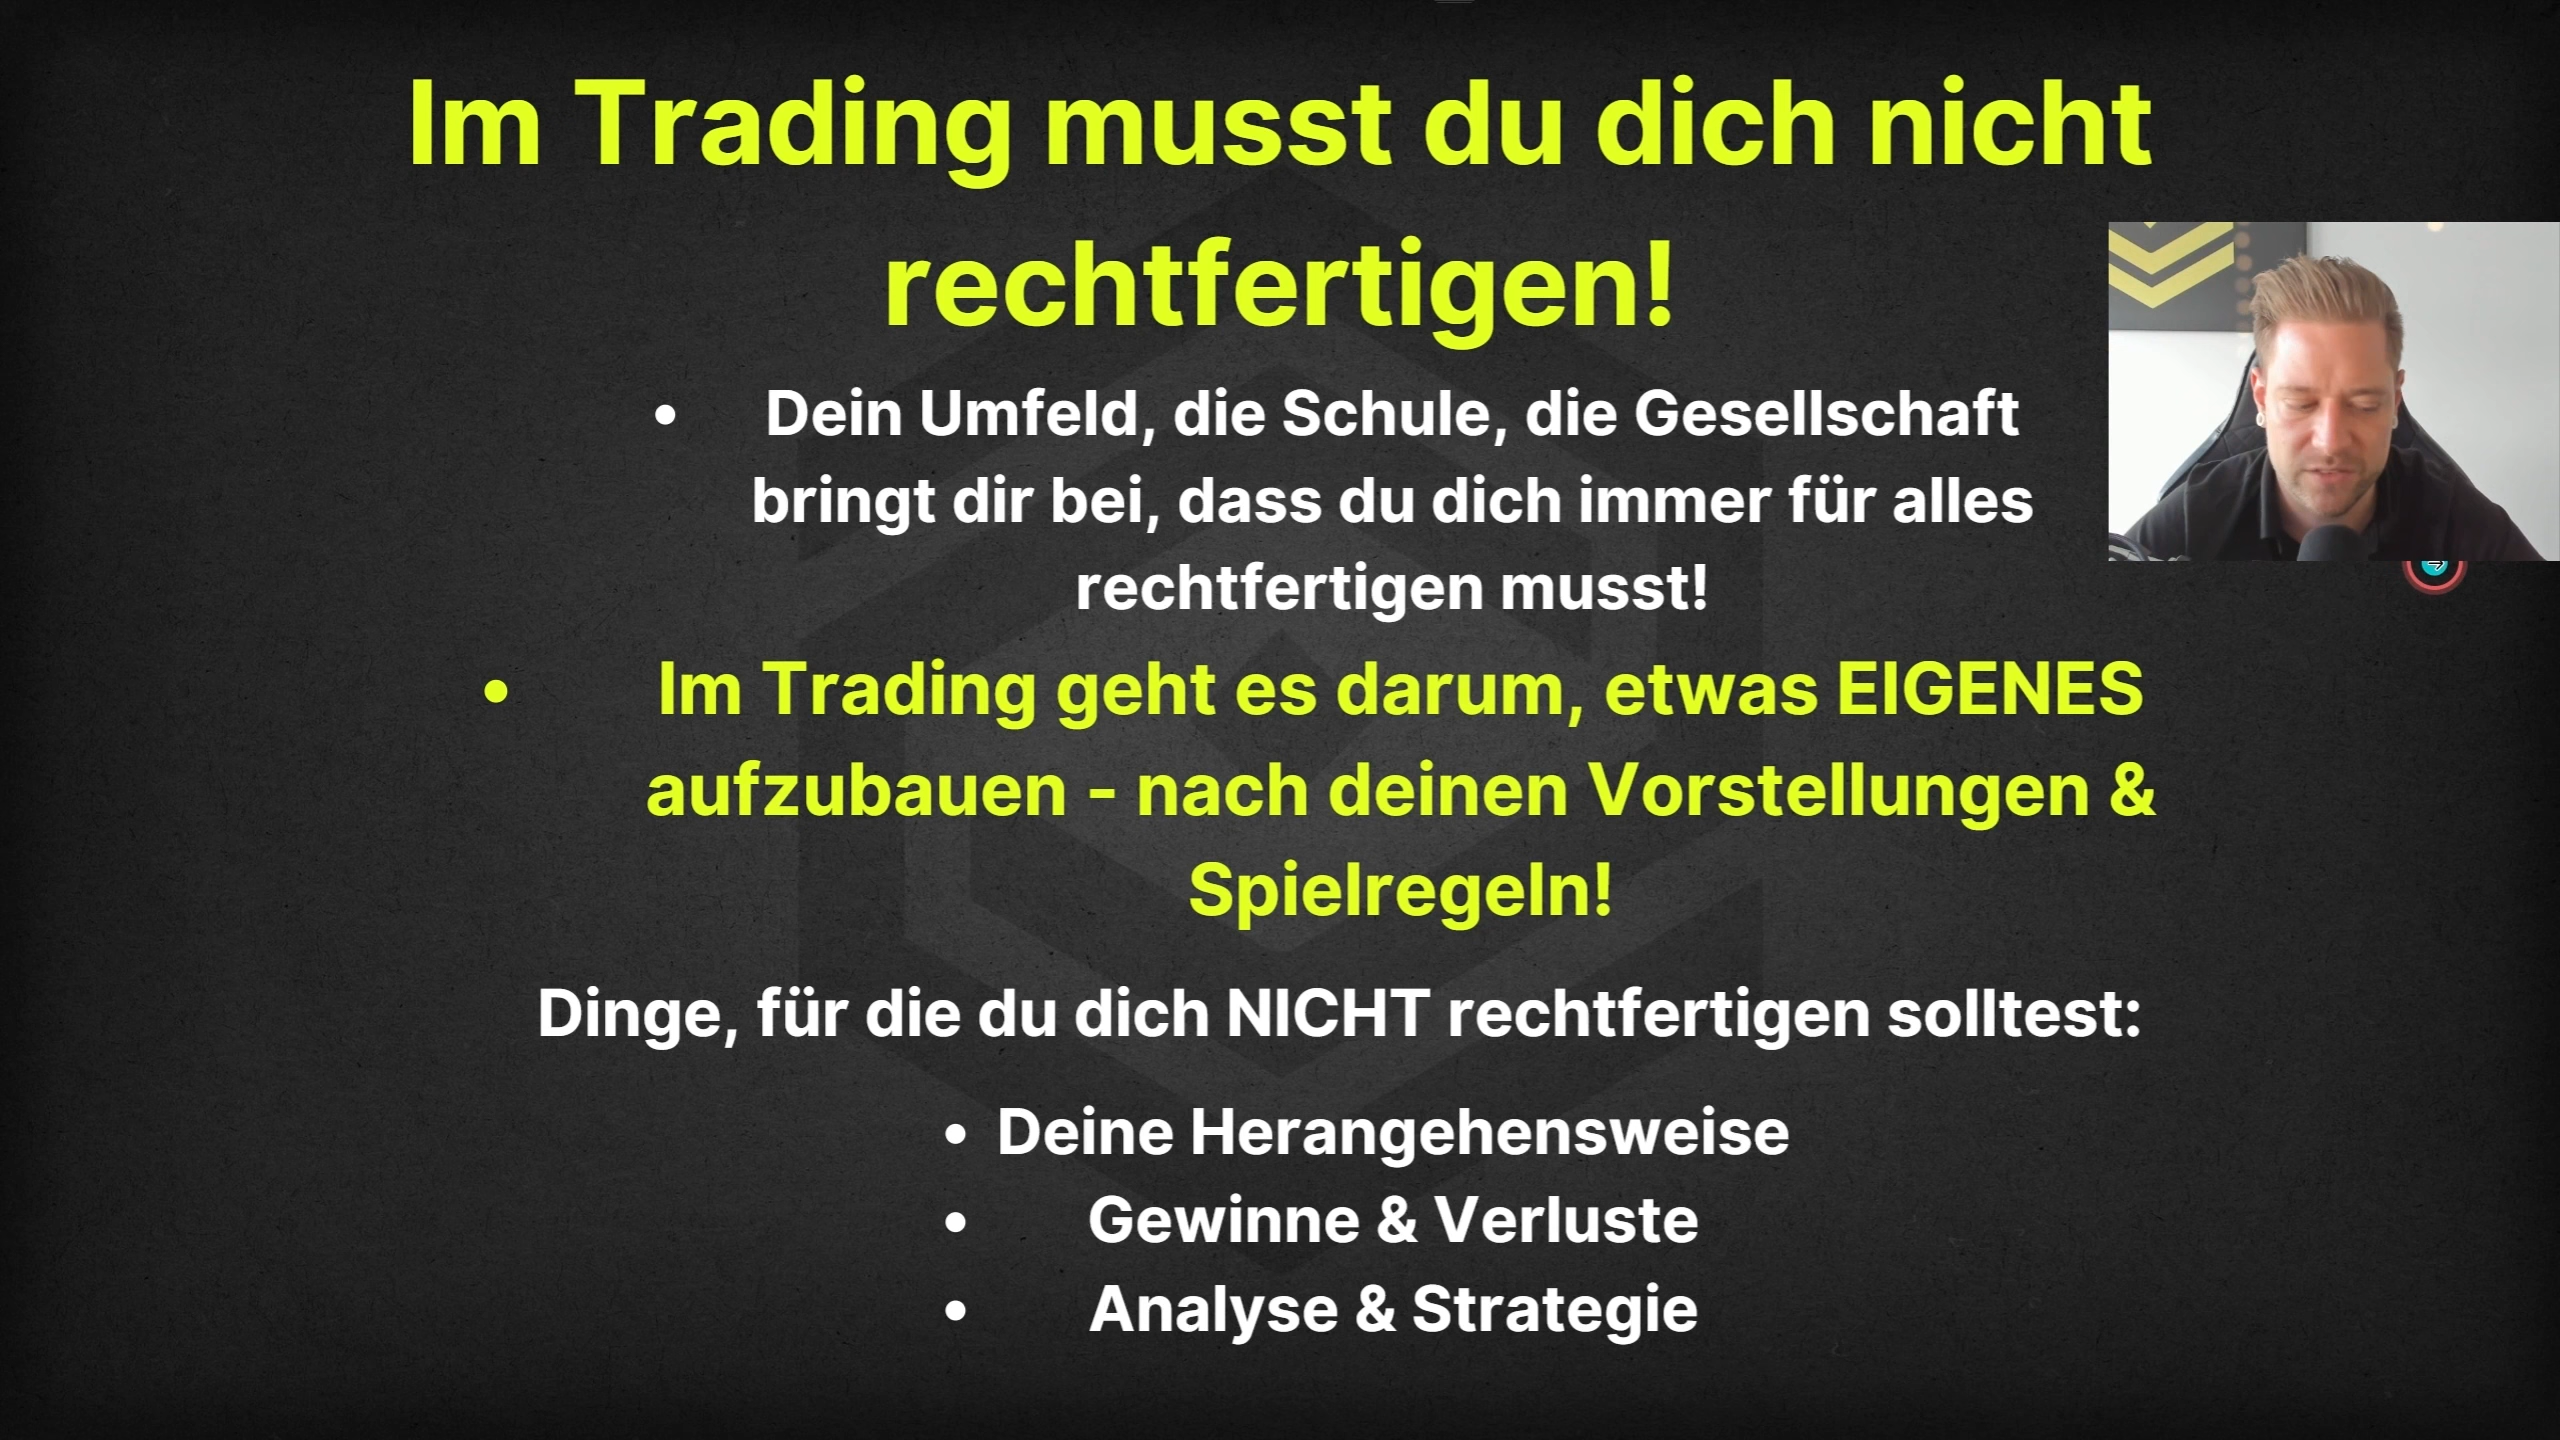 Im Trading musst du dich nicht
rechtfertigen!
• Dein Umfeld, die Schule, die Gesellschaft
bringt dir bei, dass du dich immer für alles
rechtfertigen musst!
• Im Trading geht es darum, etwas EIGENES
aufzubauen - nach deinen Vorstellungen &
Spielregeln!
Dinge, für die du dich NICHT rechtfertigen solltest:
• Deine Herangehensweise
• Gewinne & Verluste
• Analyse & Strategie